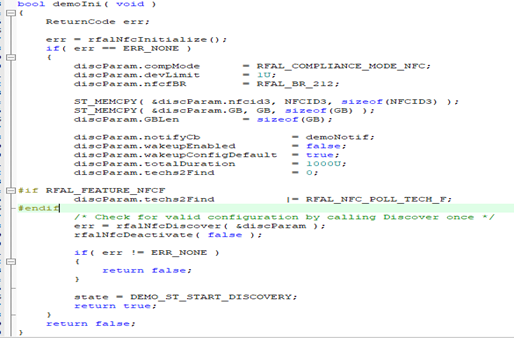 bool demoIni( void )
{
ReturnCode err;
err = rfalNfcInitialize();
if( err == ERR_NONE )
{
discParam.compMode = RFAL_COMPLIANCE_MODE_NFC;
discParam.devLimit = 1U;
discParam.nfcfBR = RFAL_BR_212;
ST_MEMCPY( &discParam.nfcid3, NFCID3, sizeof(NFCID3) );
ST_MEMCPY( &discParam.GB, GB, sizeof(GB) );
discParam.GBLen = sizeof(GB);
discParam.notifyCb = demoNotif;
discParam.wakeupEnabled = false;
discParam.wakeupConfigDefault = true;
discParam.totalDuration = 1000U;
discParam.techs2Find = 0;
#if RFAL_FEATURE_NFCF
discParam.techs2Find |= RFAL_NFC_POLL_TECH_F;
#endif
/* Check for valid configuration by calling Discover once */
err = rfalNfcDiscover( &discParam );
rfalNfcDeactivate( false );
if( err != ERR_NONE )
{
return false;
}
state = DEMO_ST_START_DISCOVERY;
return true;
}
return false;
}